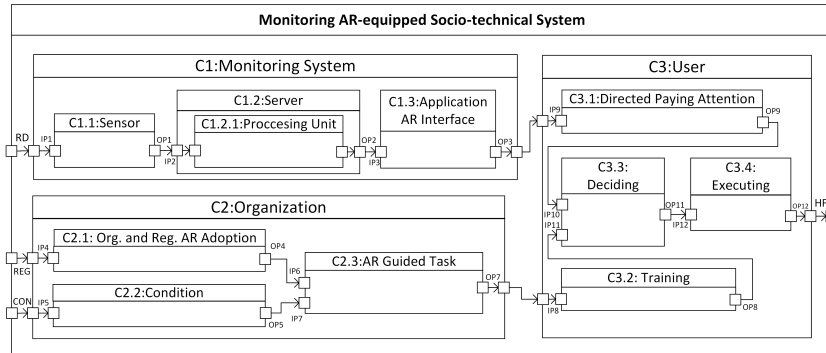 Monitoring AR-equipped Socio-technical System
C1:Monitoring System
C1.1:Sensor
C1.2:Server
C1.2.1:Proccesing Unit
C1.3:Application
AR Interface
RD
IP1
OP1
IP2
OP2
IP3
OP3
C2:Organization
C2.1: Org. and Reg. AR Adoption
C2.2:Condition
C2.3:AR Guided Task
REG
IP4
OP4
CON
IP5
OP5
IP6
IP7
OP7
C3:User
C3.1:Directed Paying Attention
IP9
OP9
C3.3:
Deciding
C3.4:
Executing
IP10
IP11
OP11
IP12
OP12
C3.2: Training
IP8
OP8